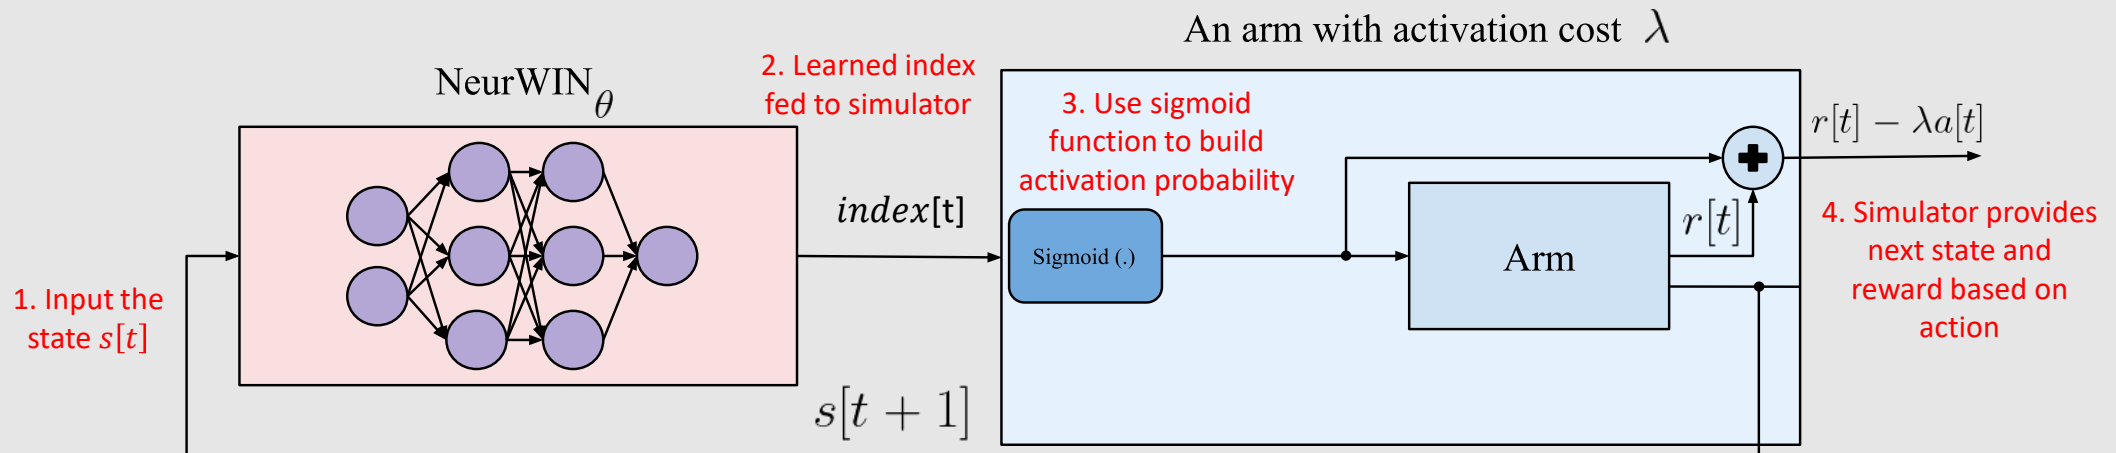 An arm with activation cost λ
NeurWIN_θ
2. Learned index
fed to simulator
3. Use sigmoid
function to build
activation probability
r[t] − λa[t]
index[t]
Sigmoid (.)
Arm
r[t]
4. Simulator provides
next state and
reward based on
action
1. Input the
state s[t]
s[t + 1]